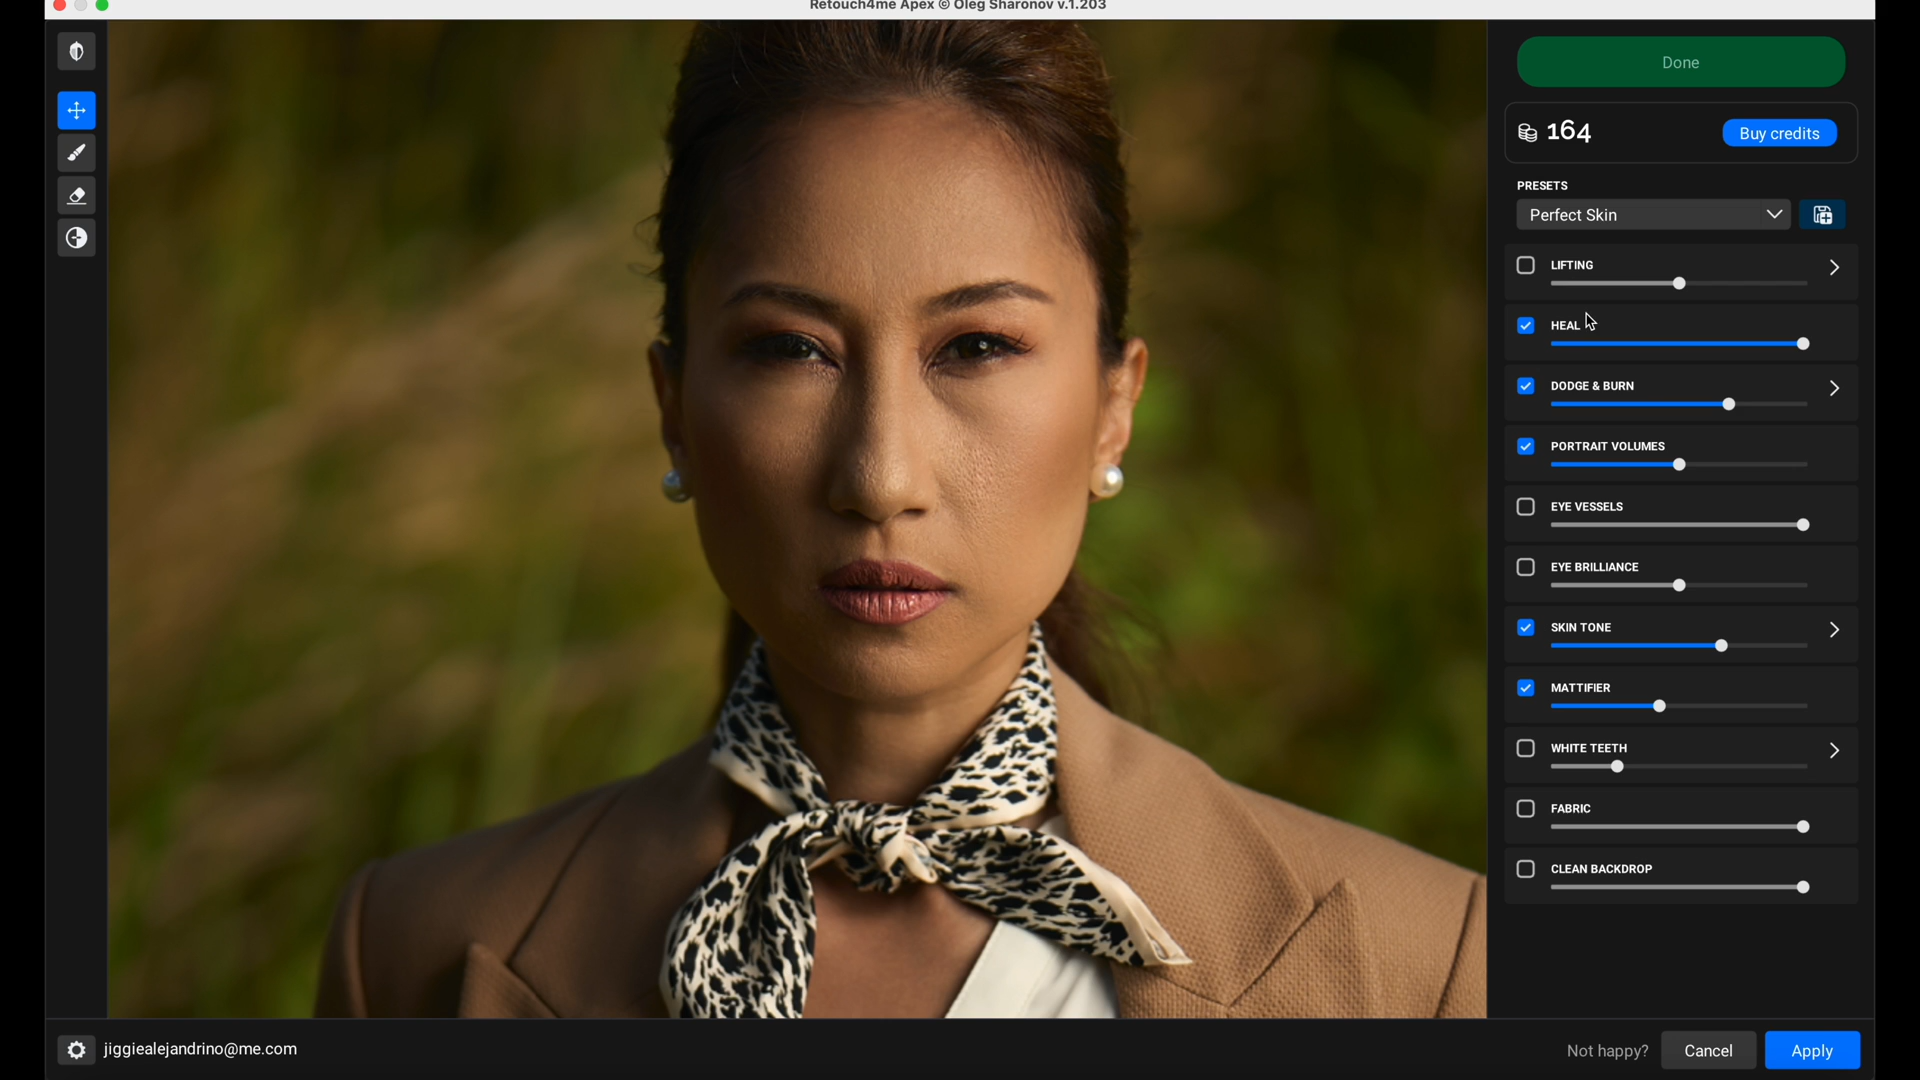 Retouch4me Apex © Oleg Sharonov v.1.203
Done
164
Buy credits
PRESETS
Perfect Skin
LIFTING
HEAL
DODGE & BURN
PORTRAIT VOLUMES
EYE VESSELS
EYE BRILLIANCE
SKIN TONE
MATTIFIER
WHITE TEETH
FABRIC
CLEAN BACKDROP
jiggiealejandrino@me.com
Not happy?
Cancel
Apply